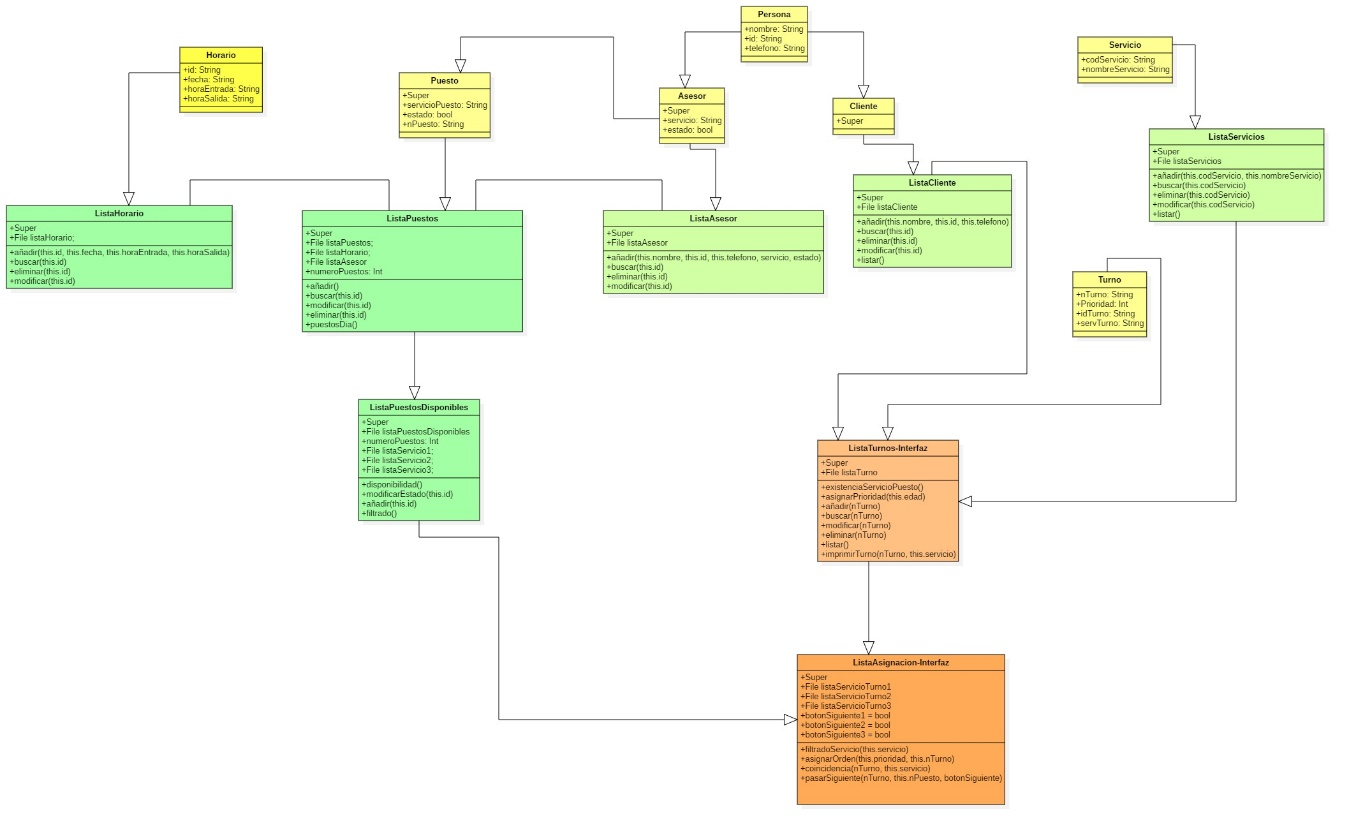 Persona
+nombre: String
+id: String
+telefono: String
Horario
+id: String
+fecha: String
+horaEntrada: String
+horaSalida: String
Puesto
+Super
+servicioPuesto: String
+estado: bool
+nPuesto: String
Asesor
+Super
+servicio: String
+estado: bool
Cliente
+Super
Servicio
+codServicio: String
+nombreServicio: String
ListaServicios
+Super
+File listaServicios
+añadir(this.codServicio, this.nombreServicio)
+buscar(this.codServicio)
+eliminar(this.codServicio)
+modificar(this.codServicio)
+listar()
ListaHorario
+Super
+File listaHorario;
+añadir(this.id, this.fecha, this.horaEntrada, this.horaSalida)
+buscar(this.id)
+eliminar(this.id)
+modificar(this.id)
ListaPuestos
+Super
+File listaPuestos;
+File listaHorario;
+File listaAsesor
+numeroPuestos: Int
+añadir()
+buscar(this.id)
+modificar(this.id)
+eliminar(this.id)
+puestosDia()
ListaAsesor
+Super
+File listaAsesor
+añadir(this.nombre, this.id, this.telefono, servicio, estado)
+buscar(this.id)
+eliminar(this.id)
+modificar(this.id)
ListaCliente
+Super
+File listaCliente
+añadir(this.nombre, this.id, this.telefono)
+buscar(this.id)
+eliminar(this.id)
+modificar(this.id)
+listar()
Turno
+nTurno: String
+Prioridad: Int
+idTurno: String
+servTurno: String
ListaPuestosDisponibles
+Super
+File listaPuestosDisponibles
+numeroPuestos: Int
+File listaServicio1;
+File listaServicio2;
+File listaServicio3;
+disponibilidad()
+modificarEstado(this.id)
+añadir(this.id)
+filtrado()
ListaTurnos-Interfaz
+Super
+File listaTurno
+existenciaServicioPuesto()
+asignarPrioridad(this.edad)
+añadir(nTurno)
+buscar(nTurno)
+modificar(nTurno)
+eliminar(nTurno)
+listar()
+imprimirTurno(nTurno, this.servicio)
ListaAsignacion-Interfaz
+Super
+File listaServicioTurno1
+File listaServicioTurno2
+File listaServicioTurno3
+botonSiguiente1 = bool
+botonSiguiente2 = bool
+botonSiguiente3 = bool
+filtradoServicio(this.servicio)
+asignarOrden(this.prioridad, this.nTurno)
+coincidencia(nTurno, this.servicio)
+pasarSiguiente(nTurno, this.nPuesto, botonSiguiente)